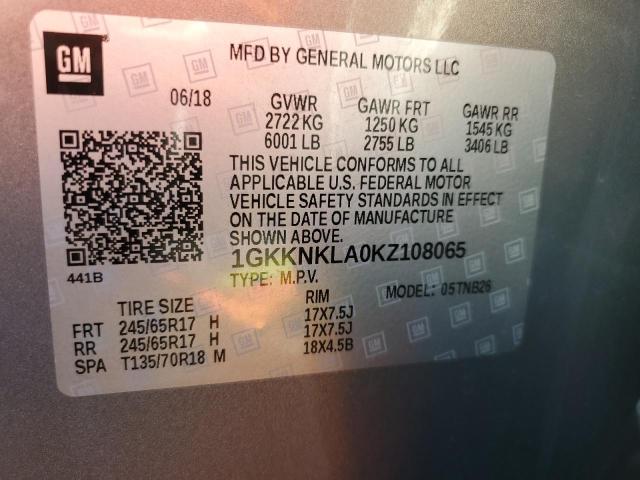 GM
MFD BY GENERAL MOTORS LLC
06/18
GVWR
2722 KG
6001 LB
GAWR FRT
1250 KG
2755 LB
GAWR RR
1545 KG
3406 LB
THIS VEHICLE CONFORMS TO ALL
APPLICABLE U.S. FEDERAL MOTOR
VEHICLE SAFETY STANDARDS IN EFFECT
ON THE DATE OF MANUFACTURE
SHOWN ABOVE.
1GKKNKLA0KZ108065
441B
TYPE: M.P.V.
MODEL: 05TNB26
TIRE SIZE RIM
FRT 245/65R17 H 17X7.5J
RR 245/65R17 H 17X7.5J
SPA T135/70R18 M 18X4.5B